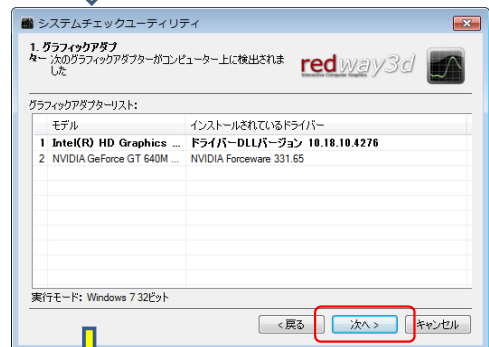 システムチェックユーティリティ
1. グラフィックアダプ
ター 次のグラフィックアダプターがコンピューター上に検出されま
した
redway3d
グラフィックアダプターリスト:
モデル インストールされているドライバー
1 Intel(R) HD Graphics ... ドライバーDLLバージョン 10.18.10.4276
2 NVIDIA GeForce GT 640M ... NVIDIA Forceware 331.65
実行モード: Windows 7 32ビット
< 戻る 次へ > キャンセル